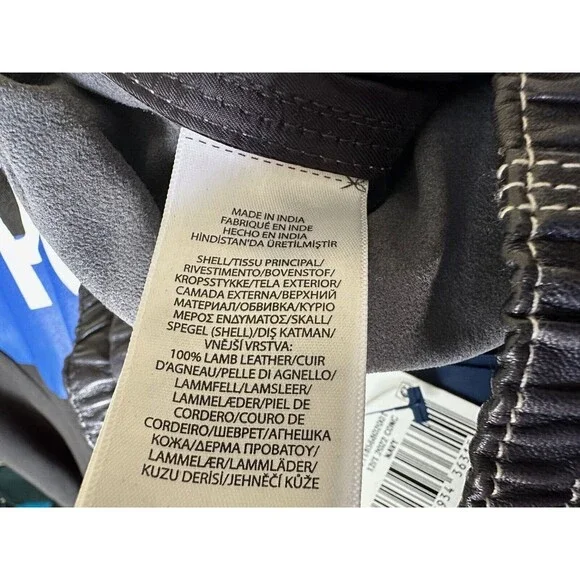 MADE IN INDIA
FABRIQUÉ EN INDE
HECHO EN INDIA
HİNDİSTAN'DA ÜRETİLMİŞTİR
SHELL/TISSU PRINCIPAL/
RIVESTIMENTO/BOVENSTOF/
KROPSSTYKKE/TELA EXTERIOR/
CAMADA EXTERNA/ВЕРХНИЙ
МАТЕРИАЛ/ОБВИВКА/ΚΥΡΙΟ
ΜΕΡΟΣ ΕΝΔΥΜΑΤΟΣ/SKALL/
SPEGEL (SHELL)/DIŞ KATMAN/
VNĚJŠÍ VRSTVA:
100% LAMB LEATHER/CUIR
D'AGNEAU/PELLE DI AGNELLO/
LAMMFELL/LAMSLEER/
LAMMELÆDER/PIEL DE
CORDERO/COURO DE
CORDEIRO/ШЕВРЕТ/АГНЕШКА
КОЖА/ΔΕΡΜΑ ΠΡΟΒΑΤΟΥ/
LAMMELÆR/LAMMLÄDER/
KUZU DERİSİ/JEHNĚČÍ KŮŽE
NAVY
934